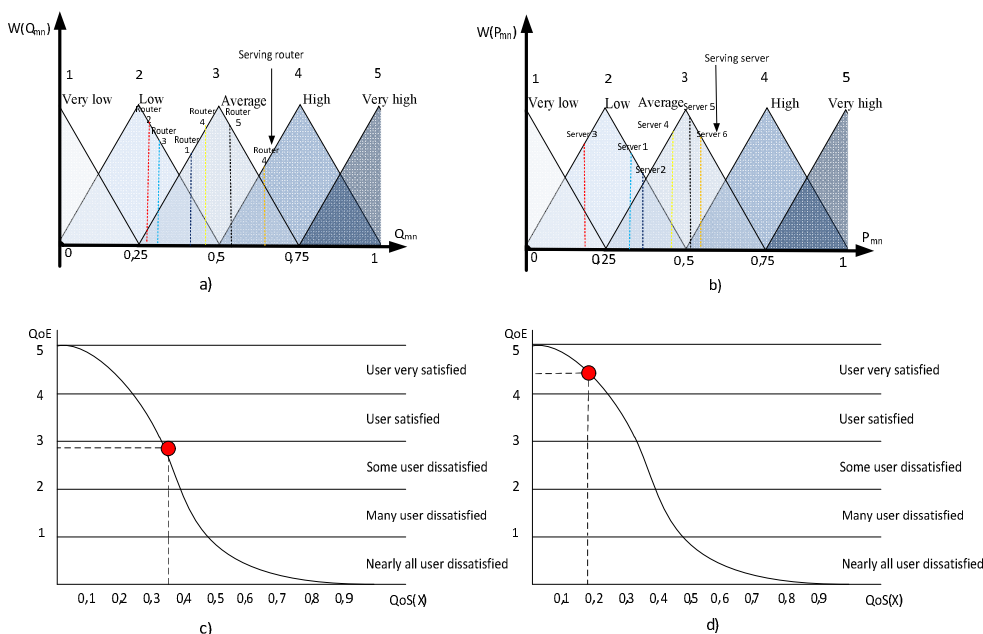 W(Qmn)
Serving router
1 2 3 4 5
Very low Low Average High Very high
Router 2
Router 3
Router 1
Router 4
Router 5
Router 4
Qmn
0 0,25 0,5 0,75 1
a)
W(Pmn)
Serving server
1 2 3 4 5
Very low Low Average High Very high
Server 3
Server 1
Server2
Server 4
Server 5
Server 6
Pmn
0 0,25 0,5 0,75 1
b)
QoE
5
User very satisfied
4
User satisfied
3
Some user dissatisfied
2
Many user dissatisfied
1
Nearly all user dissatisfied
0,1 0,2 0,3 0,4 0,5 0,6 0,7 0,8 0,9 QoS(X)
c)
QoE
5
User very satisfied
4
User satisfied
3
Some user dissatisfied
2
Many user dissatisfied
1
Nearly all user dissatisfied
0,1 0,2 0,3 0,4 0,5 0,6 0,7 0,8 0,9 QoS(X)
d)